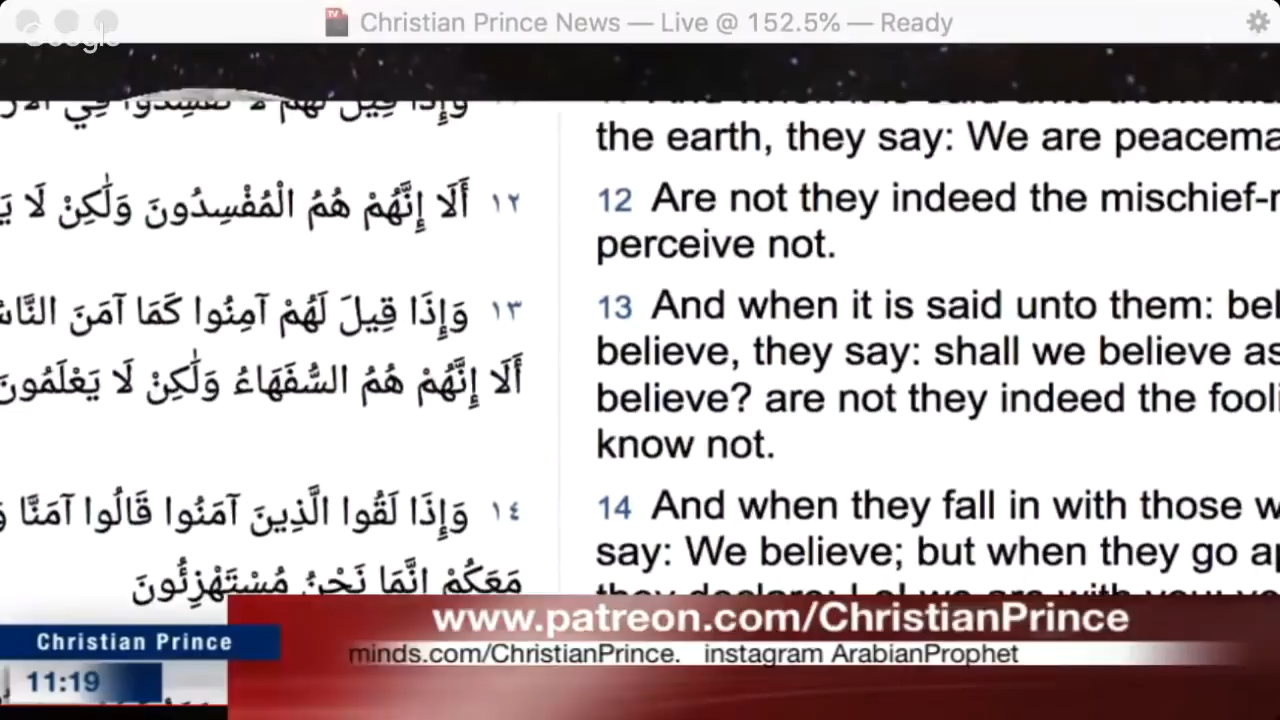 Christian Prince News — Live @ 152.5% — Ready
Google
وَإِذَا قِيلَ لَهُمْ لَا تُفْسِدُوا فِي
the earth, they say: We are
١٢ أَلَا إِنَّهُمْ هُمُ الْمُفْسِدُونَ وَلَٰكِنْ لَا
12 Are not they indeed the
perceive not.
١٣ وَإِذَا قِيلَ لَهُمْ آمِنُوا كَمَا آمَنَ
أَلَا إِنَّهُمْ هُمُ السُّفَهَاءُ وَلَٰكِنْ لَا يَعْلَمُونَ
13 And when it is said unto them:
believe, they say: shall we believe as
believe? are not they indeed the
know not.
١٤ وَإِذَا لَقُوا الَّذِينَ آمَنُوا قَالُوا آمَنَّا
مَعَكُمْ إِنَّمَا نَحْنُ مُسْتَهْزِئُونَ
14 And when they fall in with those
say: We believe; but when they go
www.patreon.com/ChristianPrince
minds.com/ChristianPrince. instagram ArabianProphet
Christian Prince
11:19